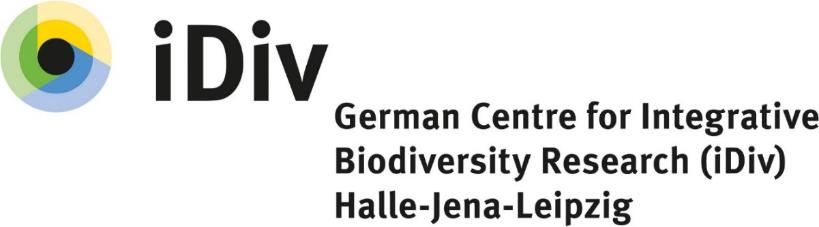 iDiv
German Centre for Integrative
Biodiversity Research (iDiv)
Halle-Jena-Leipzig